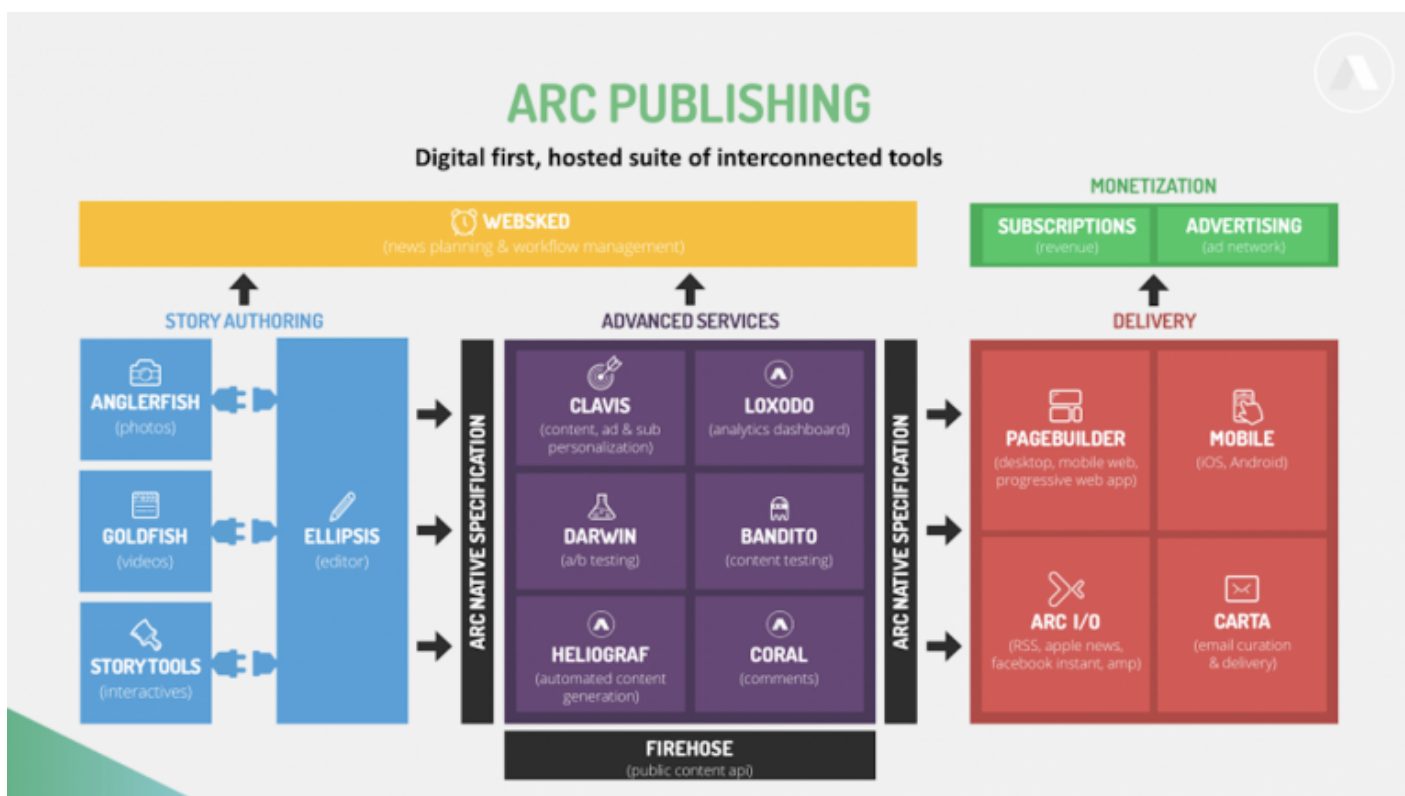 ARC PUBLISHING
Digital first, hosted suite of interconnected tools
WEBSKED
(news planning & workflow management)
MONETIZATION
SUBSCRIPTIONS
(revenue)
ADVERTISING
(ad network)
STORY AUTHORING
ANGLERFISH
(photos)
GOLDFISH
(videos)
STORYTOOLS
(interactives)
ELLIPSIS
(editor)
ARC NATIVE SPECIFICATION
ADVANCED SERVICES
CLAVIS
(content, ad & sub
personalization)
LOXODO
(analytics dashboard)
DARWIN
(a/b testing)
BANDITO
(content testing)
HELIOGRAF
(automated content
generation)
CORAL
(comments)
FIREHOSE
(public content api)
ARC NATIVE SPECIFICATION
DELIVERY
PAGEBUILDER
(desktop, mobile web,
progressive web app)
MOBILE
(iOS, Android)
ARC I/O
(RSS, apple news,
facebook instant, amp)
CARTA
(email curation
& delivery)